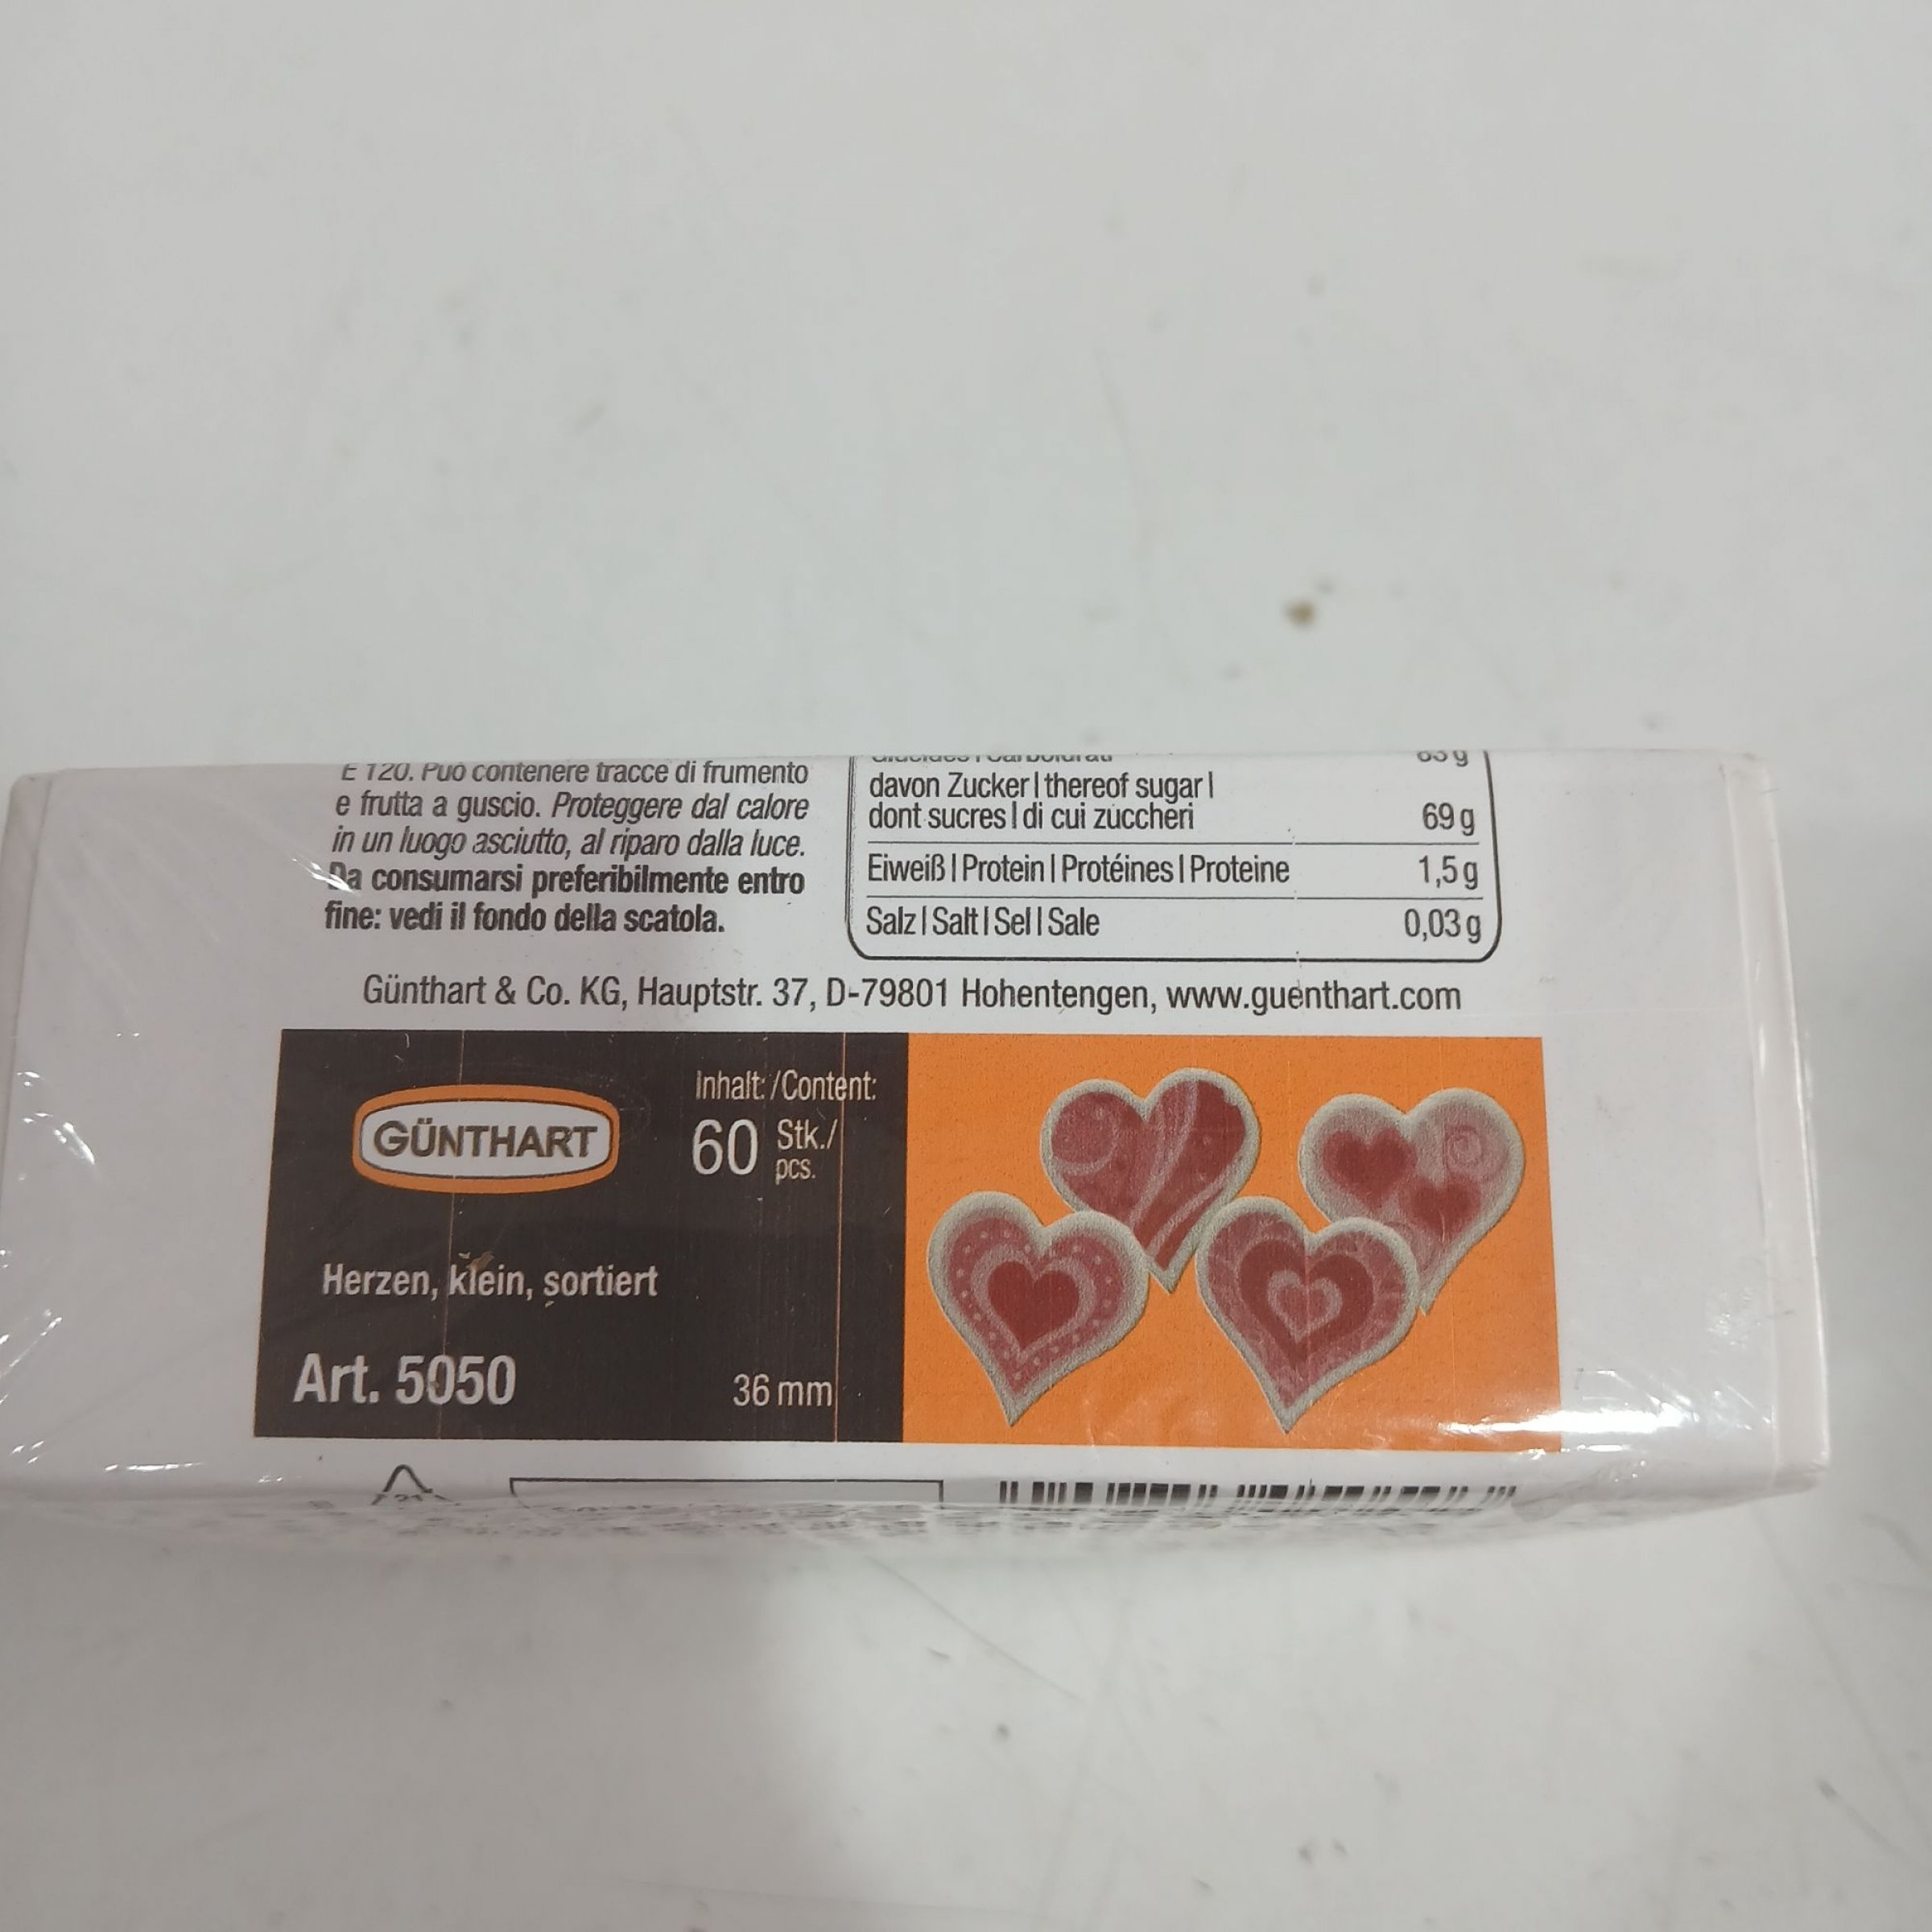 E 120. Può contenere tracce di frumento
e frutta a guscio. Proteggere dal calore
in un luogo asciutto, al riparo dalla luce.
Da consumarsi preferibilmente entro
fine: vedi il fondo della scatola.
davon Zucker | thereof sugar |
dont sucres | di cui zuccheri 69 g
Eiweiß | Protein | Protéines | Proteine 1,5 g
Salz | Salt | Sel | Sale 0,03 g
Günthart & Co. KG, Hauptstr. 37, D-79801 Hohentengen, www.guenthart.com
GÜNTHART
Inhalt: /Content:
60 Stk./
pcs.
Herzen, klein, sortiert
Art. 5050
36 mm